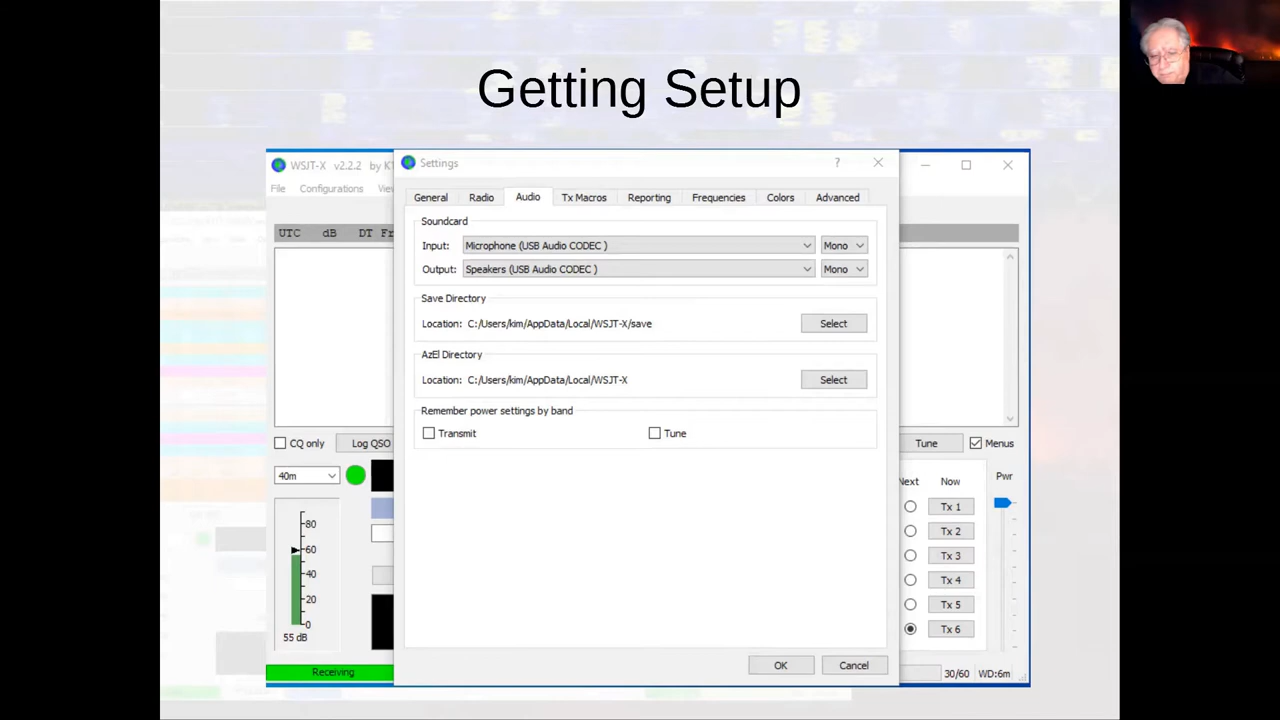 Getting Setup
WSJT-X v2.2.2 by K1
Settings
?
File Configurations Vie
General Radio Audio Tx Macros Reporting Frequencies Colors Advanced
Soundcard
UTC dB DT Fr
Input: Microphone (USB Audio CODEC ) Mono
Output: Speakers (USB Audio CODEC ) Mono
Save Directory
Location: C:/Users/kim/AppData/Local/WSJT-X/save Select
AzEl Directory
Location: C:/Users/kim/AppData/Local/WSJT-X Select
Remember power settings by band
Transmit Tune
CQ only Log QSO Tune Menus
40m
Next Now Pwr
Tx 1
Tx 2
Tx 3
Tx 4
Tx 5
Tx 6
80
60
40
20
0
55 dB
OK Cancel
Receiving 30/60 WD:6m